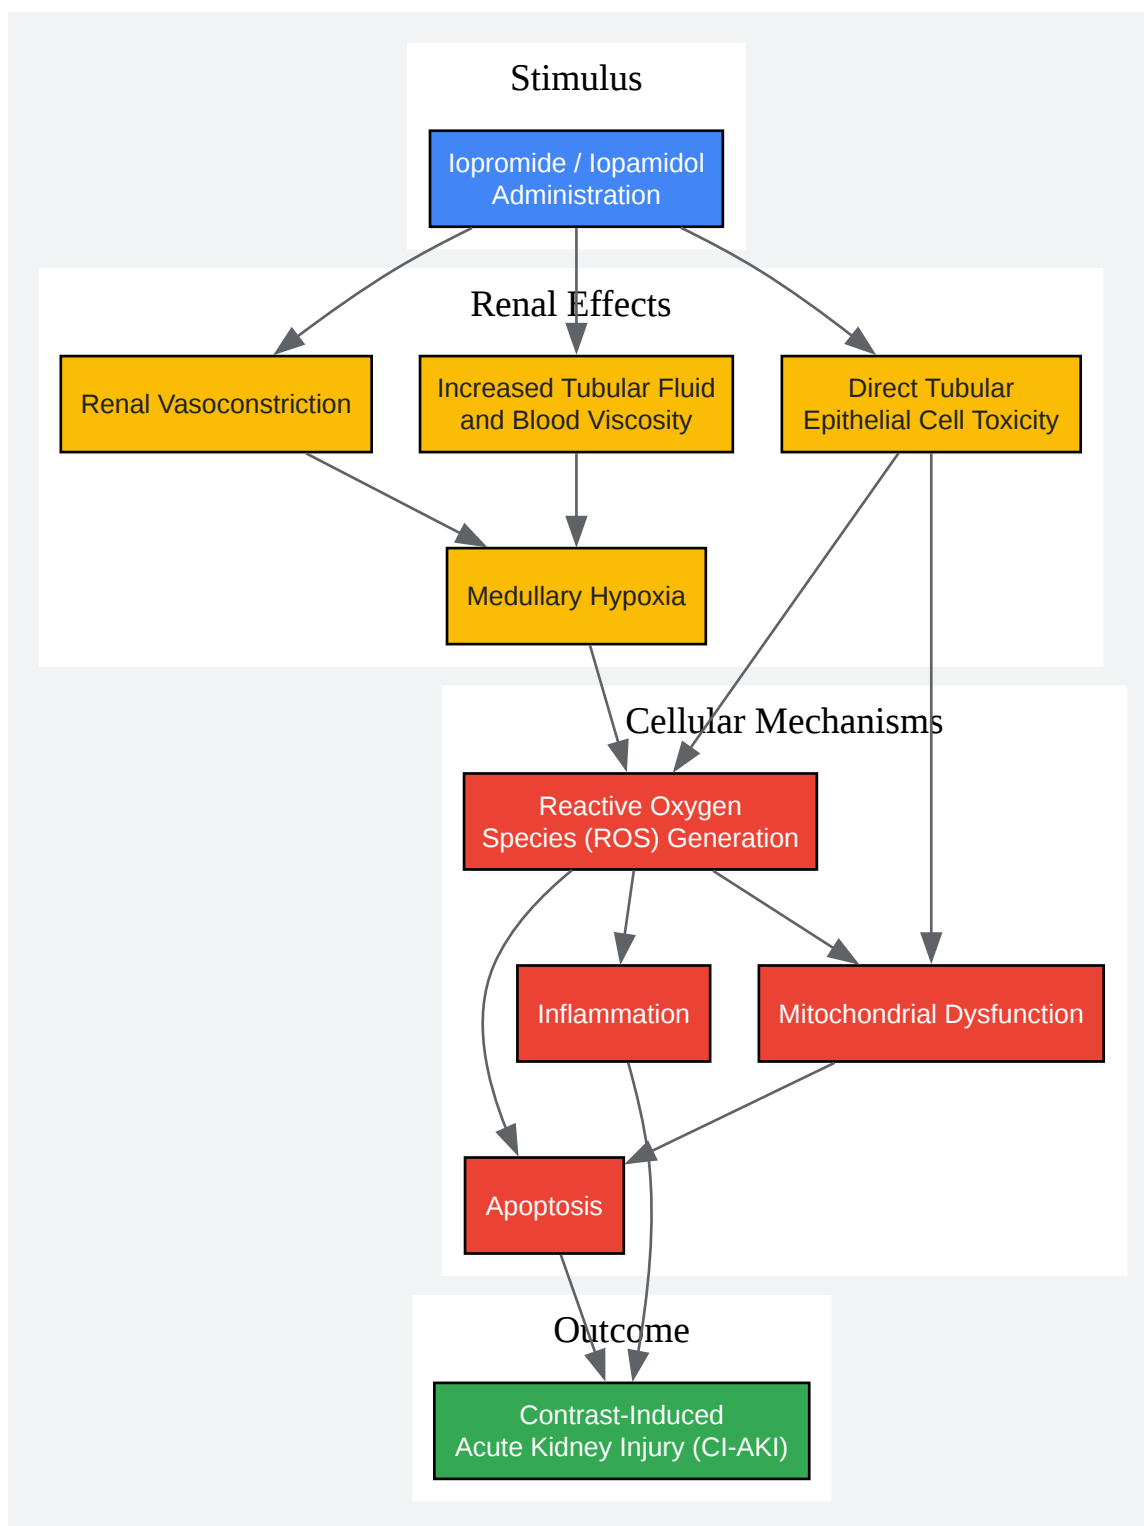 Stimulus
Iopromide / Iopamidol
Administration
Renal Effects
Renal Vasoconstriction
Increased Tubular Fluid
and Blood Viscosity
Direct Tubular
Epithelial Cell Toxicity
Medullary Hypoxia
Cellular Mechanisms
Reactive Oxygen
Species (ROS) Generation
Inflammation
Mitochondrial Dysfunction
Apoptosis
Outcome
Contrast-Induced
Acute Kidney Injury (CI-AKI)